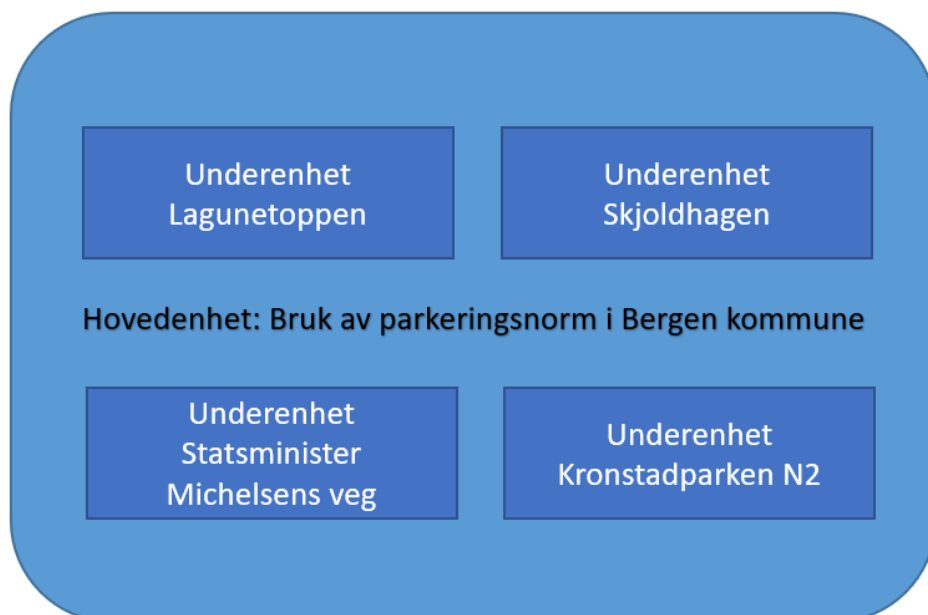 Underenhet
Lagunetoppen
Underenhet
Skjoldhagen
Hovedenhet: Bruk av parkeringsnorm i Bergen kommune
Underenhet
Statsminister
Michelsens veg
Underenhet
Kronstadparken N2